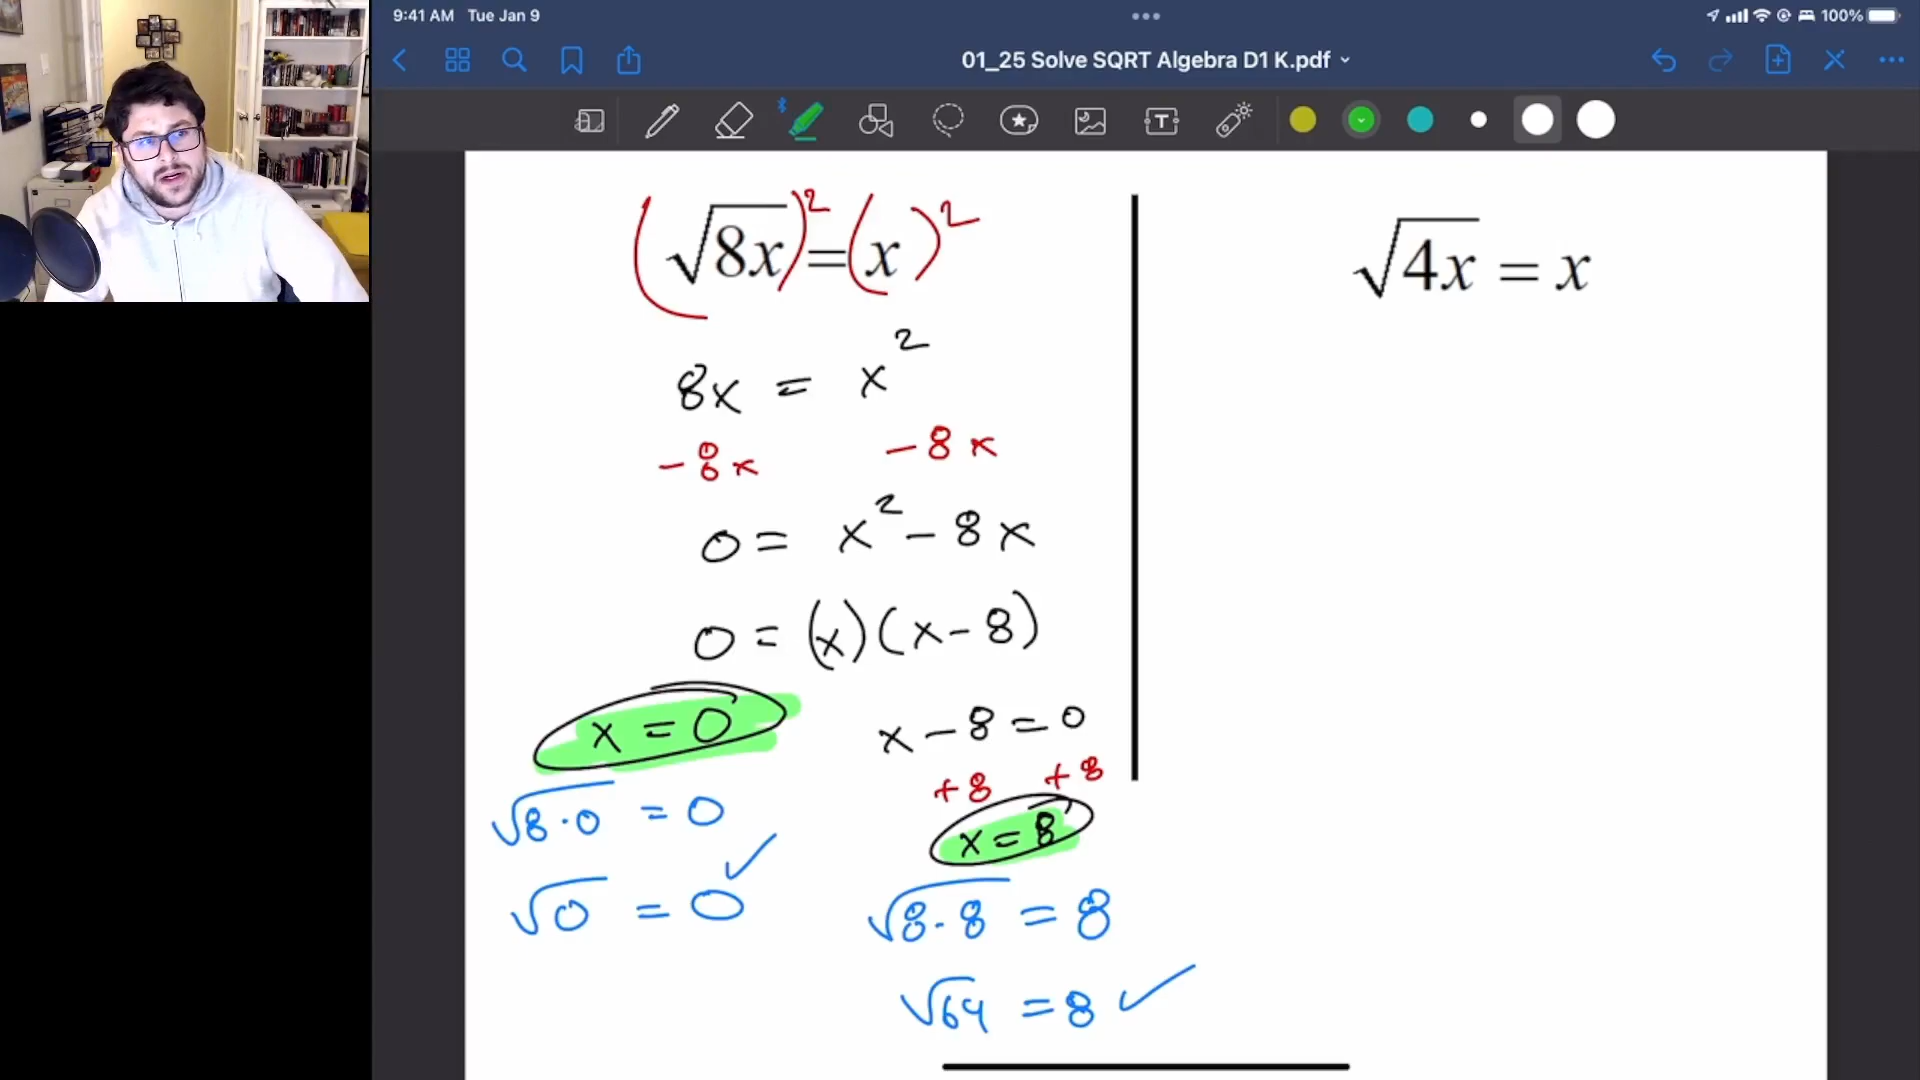 9:41 AM Tue Jan 9 100%
01_25 Solve SQRT Algebra D1 K.pdf
T
(√8x)² = (x)²
8x = x²
-8x -8x
0 = x² - 8x
0 = (x)(x - 8)
x = 0
x - 8 = 0
+8 +8
x = 8
√8·0 = 0 ✓
√0 = 0
√8·8 = 8
√64 = 8 ✓
√4x = x